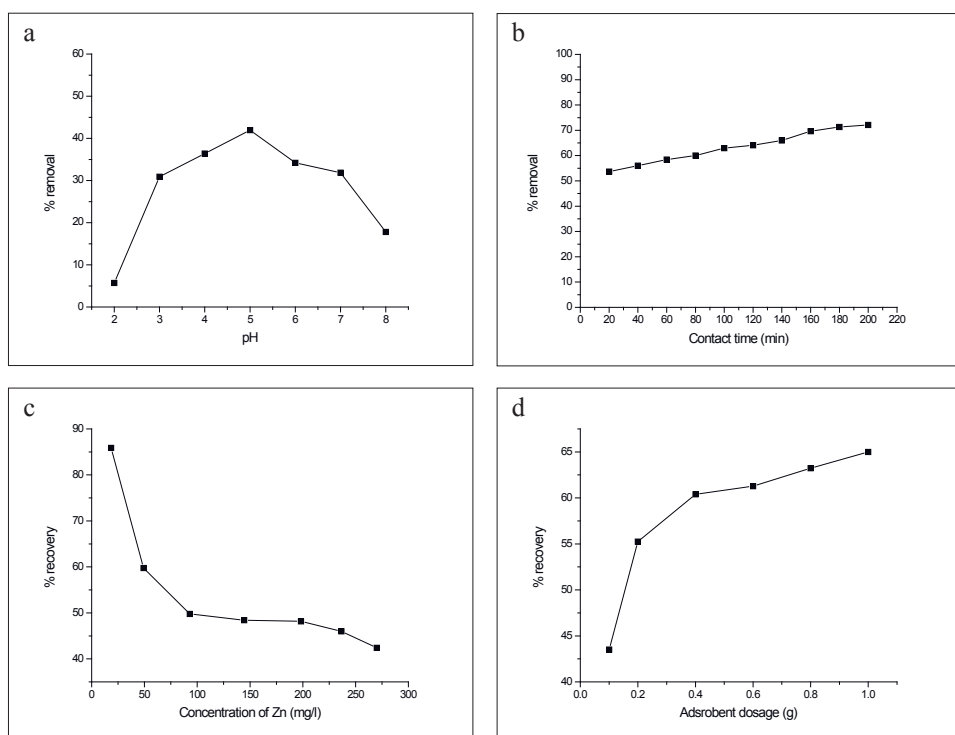 a
60
50
40
30
20
10
0
% removal
2 3 4 5 6 7 8
pH
b
100
90
80
70
60
50
40
30
20
10
0
% removal
0 20 40 60 80 100 120 140 160 180 200 220
Contact time (min)
c
90
80
70
60
50
40
% recovery
0 50 100 150 200 250 300
Concentration of Zn (mg/l)
d
65
60
55
50
45
40
% recovery
0.0 0.2 0.4 0.6 0.8 1.0
Adsrobent dosage (g)